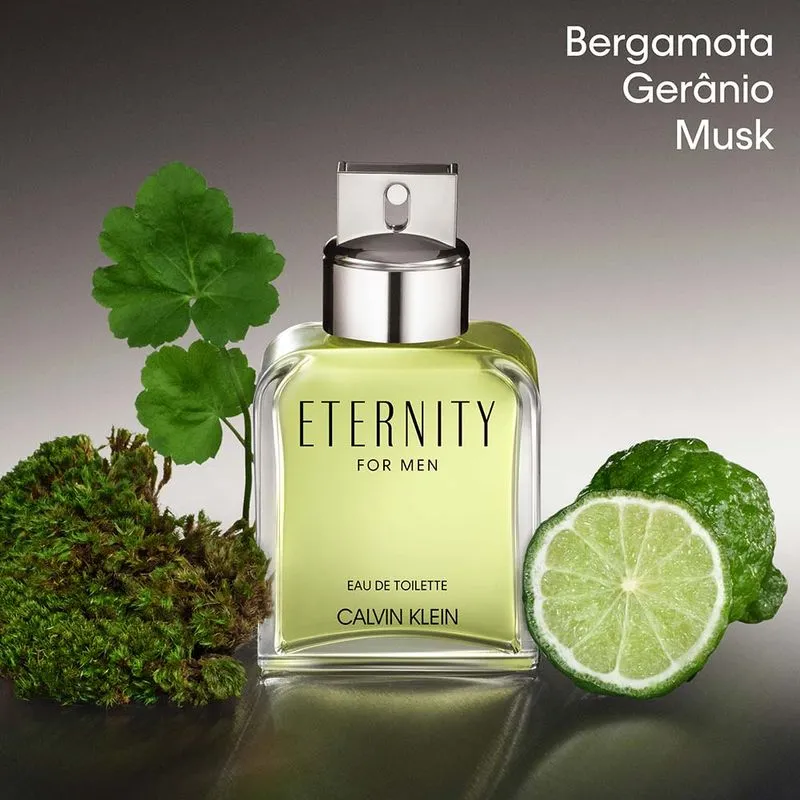 Bergamota
Gerânio
Musk
ETERNITY
FOR MEN
EAU DE TOILETTE
CALVIN KLEIN